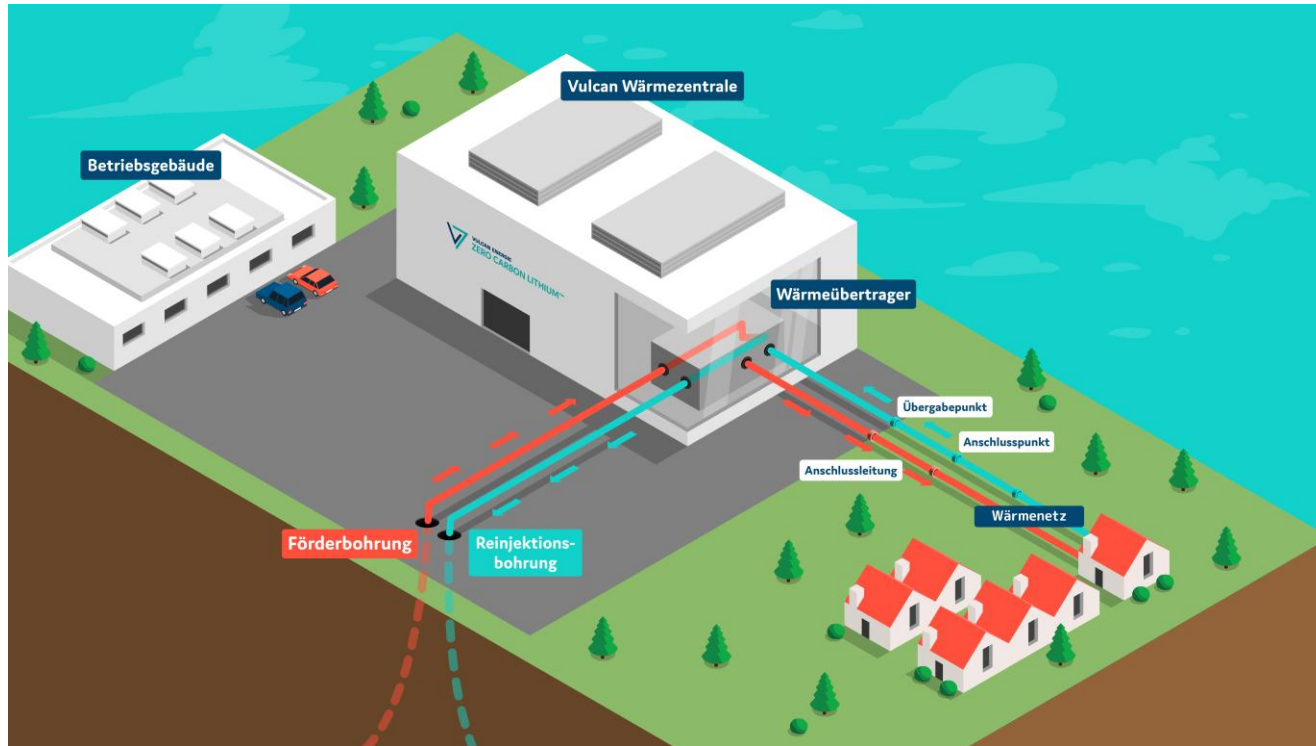 Vulcan Wärmezentrale
Betriebsgebäude
VULCAN ENERGIE
ZERO CARBON LITHIUM™
Wärmeübertrager
Übergabepunkt
Anschlusspunkt
Anschlussleitung
Wärmenetz
Förderbohrung
Reinjektions-
bohrung